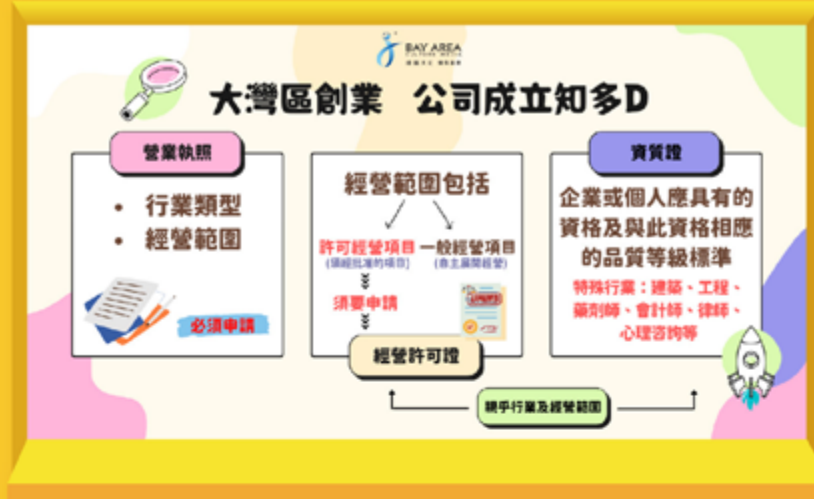 BAY AREA
大灣區創業 公司成立知多D
營業執照
• 行業類型
• 經營範圍
必須申請
經營範圍包括
許可經營項目 一般經營項目
(須經批准的項目) (自主展開經營)
須要申請
經營許可證
資質證
企業或個人應具有的
資格及與此資格相應
的品質等級標準
特殊行業：建築、工程、
藥劑師、會計師、律師、
心理咨詢等
視乎行業及經營範圍